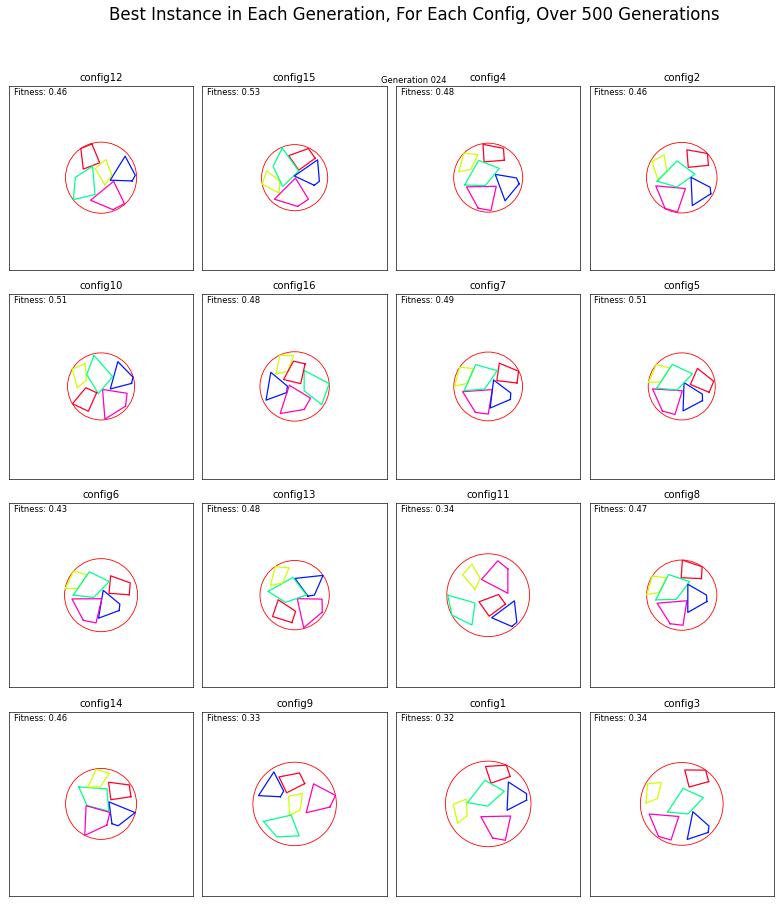 Best Instance in Each Generation, For Each Config, Over 500 Generations
Generation 024
config12
Fitness: 0.46
config15
Fitness: 0.53
config4
Fitness: 0.48
config2
Fitness: 0.46
config10
Fitness: 0.51
config16
Fitness: 0.48
config7
Fitness: 0.49
config5
Fitness: 0.51
config6
Fitness: 0.43
config13
Fitness: 0.48
config11
Fitness: 0.34
config8
Fitness: 0.47
config14
Fitness: 0.46
config9
Fitness: 0.33
config1
Fitness: 0.32
config3
Fitness: 0.34